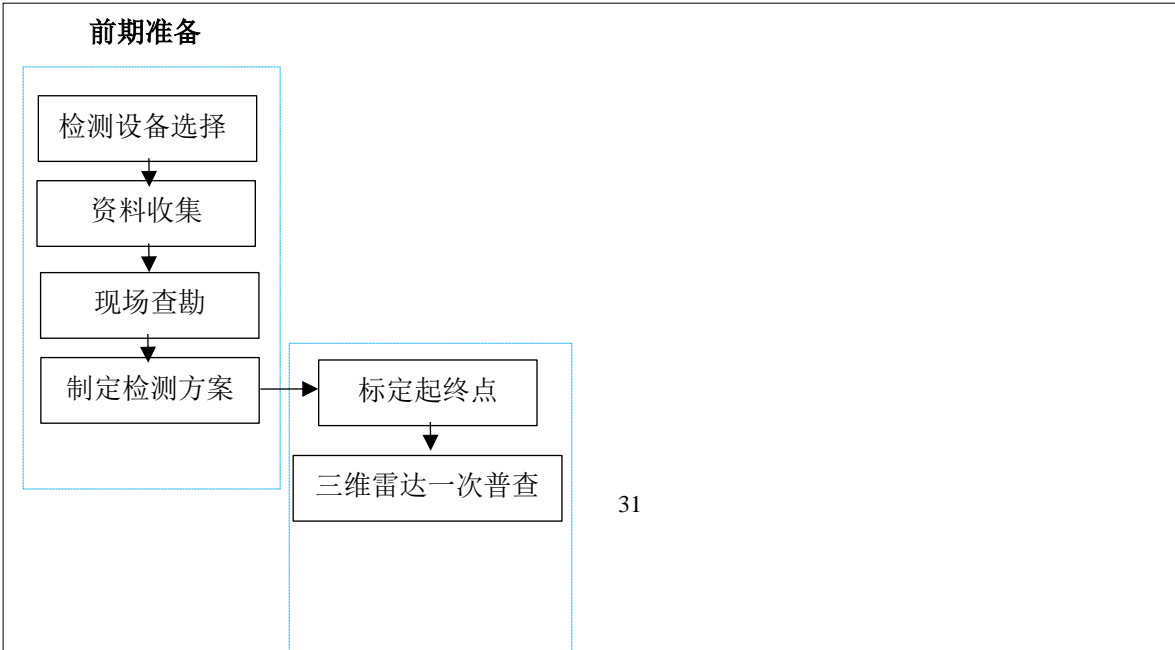 前期准备
检测设备选择
资料收集
现场查勘
制定检测方案
标定起终点
三维雷达一次普查
31